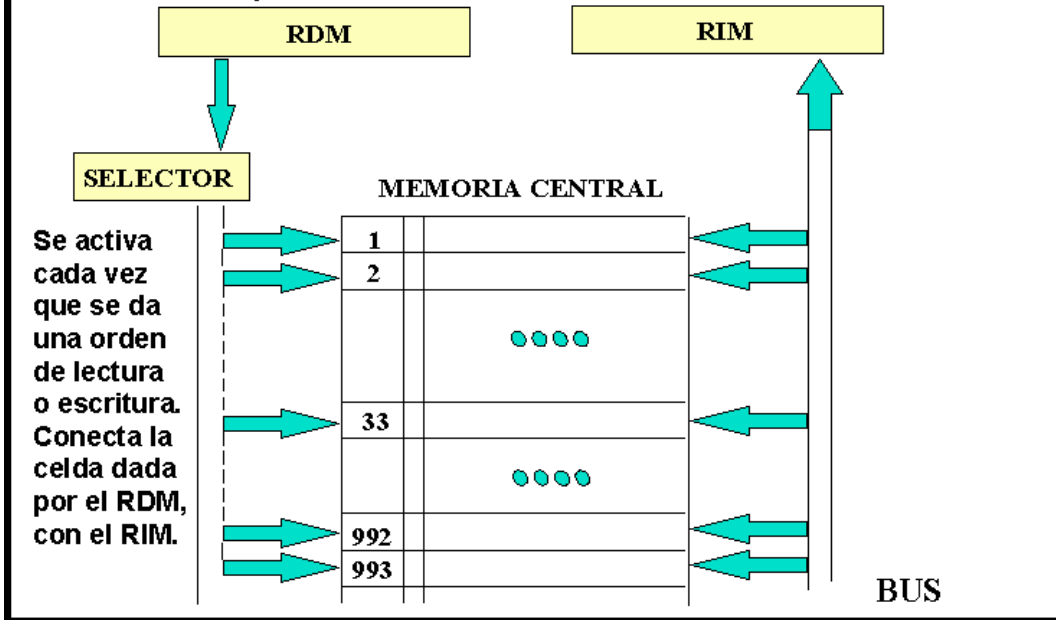 RDM
RIM
SELECTOR
MEMORIA CENTRAL
Se activa
cada vez
que se da
una orden
de lectura
o escritura.
Conecta la
celda dada
por el RDM,
con el RIM.
1
2
33
992
993
BUS